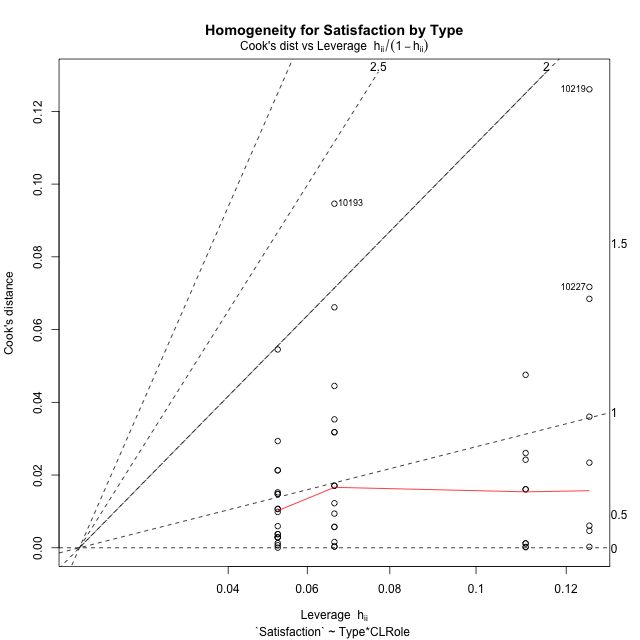 Homogeneity for Satisfaction by Type
Cook's dist vs Leverage hii/(1 − hii)
2.5
2
10219
0.12
0.10
10193
1.5
0.08
10227
Cook's distance
0.06
0.04
1
0.02
0.5
0.00
0
0.04 0.06 0.08 0.1 0.12
Leverage hii
`Satisfaction` ~ Type*CLRole